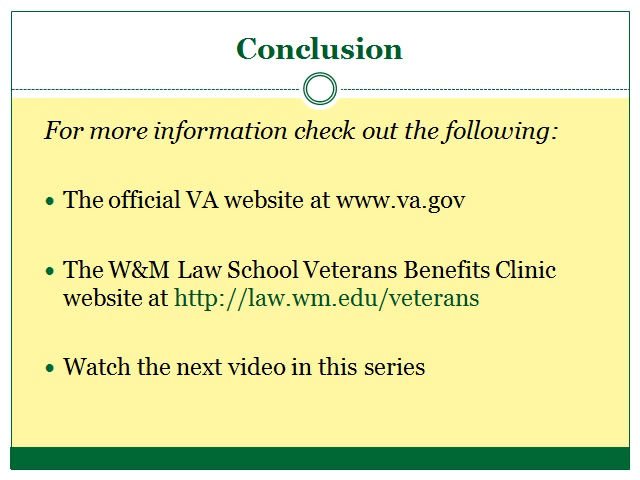 Conclusion
For more information check out the following:
• The official VA website at www.va.gov
• The W&M Law School Veterans Benefits Clinic
website at http://law.wm.edu/veterans
• Watch the next video in this series